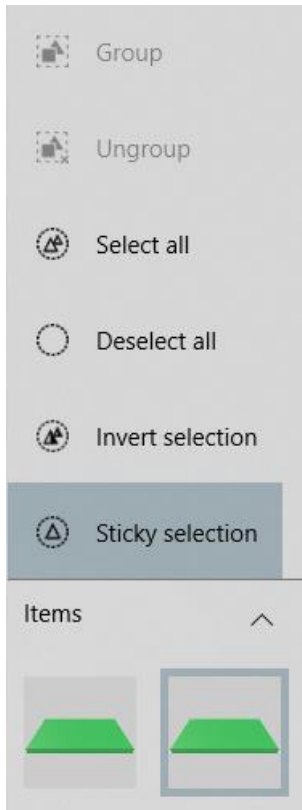 Group
Ungroup
Select all
Deselect all
Invert selection
Sticky selection
Items